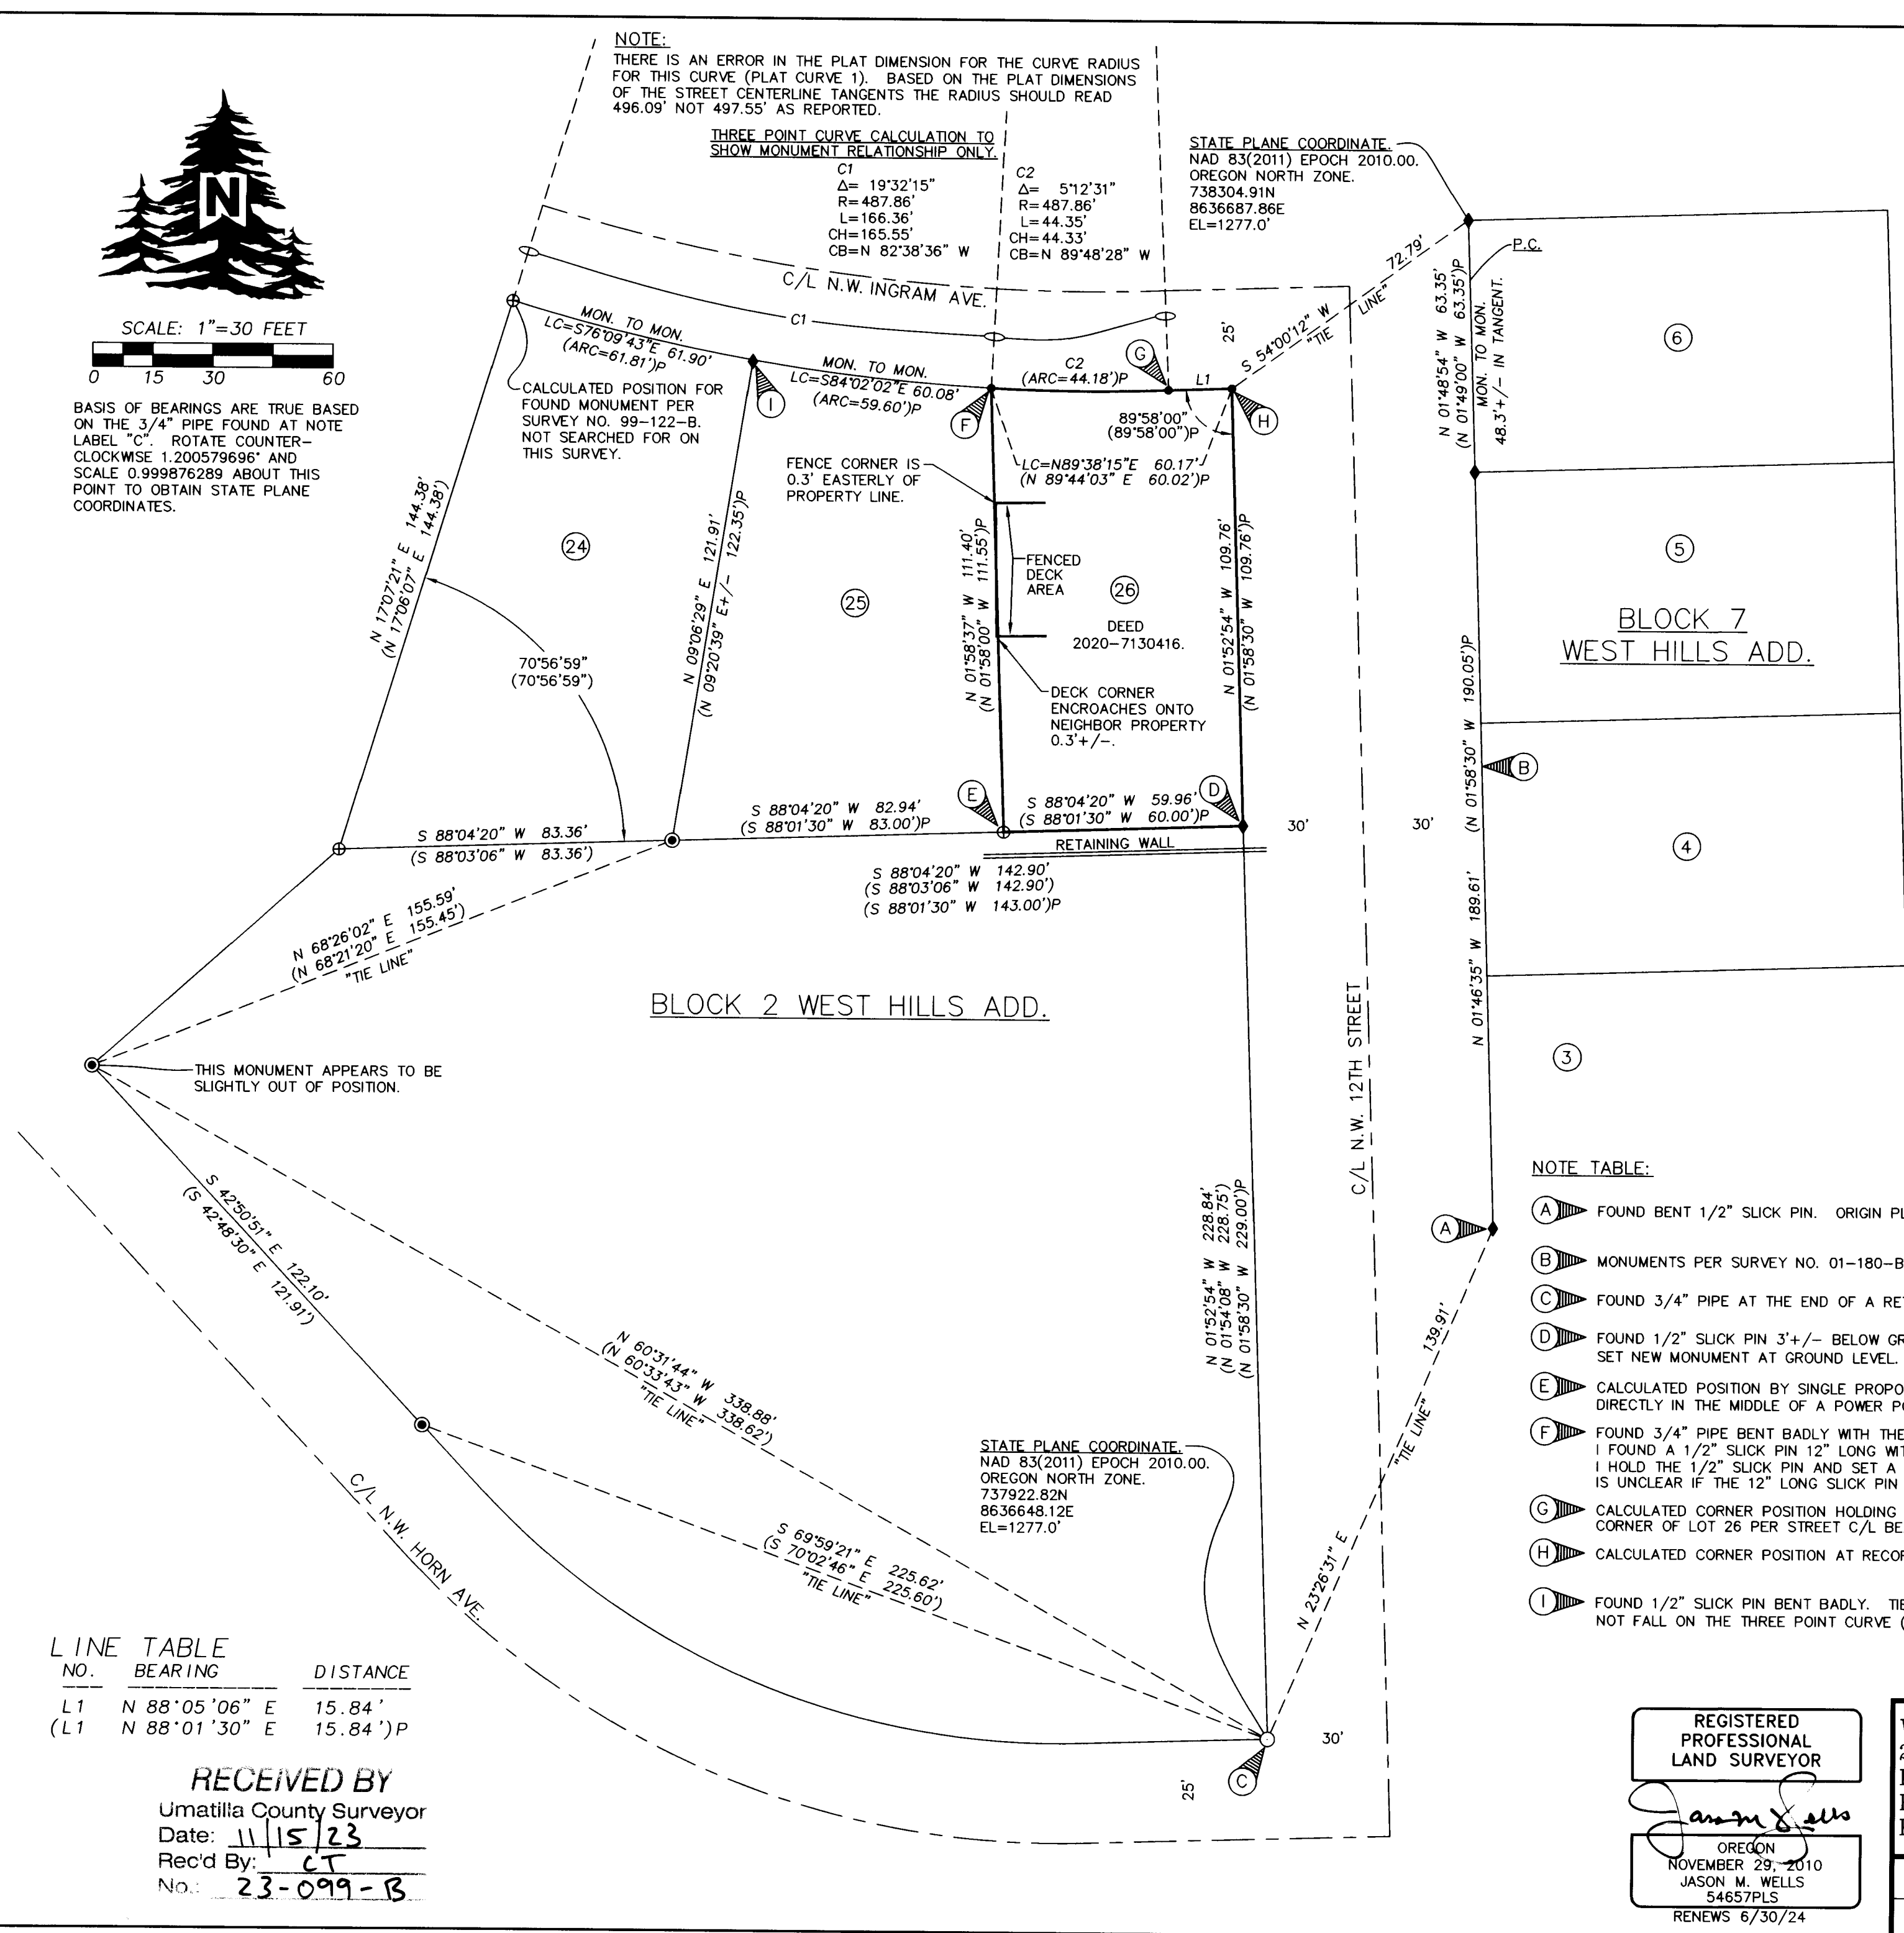 NOTE:
THERE IS AN ERROR IN THE PLAT DIMENSION FOR THE CURVE RADIUS
FOR THIS CURVE (PLAT CURVE 1). BASED ON THE PLAT DIMENSIONS
OF THE STREET CENTERLINE TANGENTS THE RADIUS SHOULD READ
496.09' NOT 497.55' AS REPORTED.
THREE POINT CURVE CALCULATION TO
SHOW MONUMENT RELATIONSHIP ONLY.
C1
Δ= 19°32'15"
R=487.86'
L=166.36'
CH=165.55'
CB=N 82°38'36" W
C2
Δ= 5°12'31"
R=487.86'
L=44.35'
CH=44.33'
CB=N 89°48'28" W
STATE PLANE COORDINATE.
NAD 83(2011) EPOCH 2010.00.
OREGON NORTH ZONE.
738304.91N
8636687.86E
EL=1277.0'
N
SCALE: 1"=30 FEET
0 15 30 60
BASIS OF BEARINGS ARE TRUE BASED
ON THE 3/4" PIPE FOUND AT NOTE
LABEL "C". ROTATE COUNTER-
CLOCKWISE 1.200579696° AND
SCALE 0.999876289 ABOUT THIS
POINT TO OBTAIN STATE PLANE
COORDINATES.
C/L N.W. INGRAM AVE.
C1
MON. TO MON.
LC=S76°09'43"E 61.90'
(ARC=61.81')P
MON. TO MON.
LC=S84°02'02"E 60.08'
(ARC=59.60')P
C2
(ARC=44.18')P
G
L1
25'
S 54°00'12" W 72.79'
"TIE LINE"
P.C.
N 01°48'54" W 63.35'
(N 01°49'00" W 63.35')P
MON. TO MON.
48.3'+/- IN TANGENT.
6
CALCULATED POSITION FOR
FOUND MONUMENT PER
SURVEY NO. 99-122-B.
NOT SEARCHED FOR ON
THIS SURVEY.
I
F
H
89°58'00"
(89°58'00")P
LC=N89°38'15"E 60.17'
(N 89°44'03" E 60.02')P
FENCE CORNER IS
0.3' EASTERLY OF
PROPERTY LINE.
N 17°07'21" E 144.38'
(N 17°06'07" E 144.38')
24
N 09°06'29" E 121.91'
(N 09°20'39" E+/- 122.35')P
25
N 01°58'37" W 111.40'
(N 01°58'00" W 111.55')P
FENCED
DECK
AREA
26
DEED
2020-7130416.
N 01°52'54" W 109.76'
(N 01°58'30" W 109.76')P
5
BLOCK 7
WEST HILLS ADD.
70°56'59"
(70°56'59")
DECK CORNER
ENCROACHES ONTO
NEIGHBOR PROPERTY
0.3'+/-.
B
E
D
S 88°04'20" W 83.36'
(S 88°03'06" W 83.36')
S 88°04'20" W 82.94'
(S 88°01'30" W 83.00')P
S 88°04'20" W 59.96'
(S 88°01'30" W 60.00')P
RETAINING WALL
30'
30'
4
S 88°04'20" W 142.90'
(S 88°03'06" W 142.90')
(S 88°01'30" W 143.00')P
N 01°46'35" W 189.61'
(N 01°58'30" W 190.05')P
N 68°26'02" E 155.59'
(N 68°21'20" E 155.45')
"TIE LINE"
BLOCK 2 WEST HILLS ADD.
C/L N.W. 12TH STREET
3
THIS MONUMENT APPEARS TO BE
SLIGHTLY OUT OF POSITION.
S 42°50'51" E 122.10'
(S 42°48'30" E 121.91')
N 60°31'44" W 338.88'
(N 60°33'43" W 338.62')
"TIE LINE"
N 01°52'54" W 228.84'
(N 01°54'08" W 228.75')
(N 01°58'30" W 229.00')P
A
N 23°26'31" E 139.91'
"TIE LINE"
C/L N.W. HORN AVE.
S 69°59'21" E 225.62'
(S 70°02'46" E 225.60')
"TIE LINE"
STATE PLANE COORDINATE.
NAD 83(2011) EPOCH 2010.00.
OREGON NORTH ZONE.
737922.82N
8636648.12E
EL=1277.0'
30'
25'
C
NOTE TABLE:
A FOUND BENT 1/2" SLICK PIN. ORIGIN
B MONUMENTS PER SURVEY NO. 01-180-B
C FOUND 3/4" PIPE AT THE END OF A
D FOUND 1/2" SLICK PIN 3'+/- BELOW
SET NEW MONUMENT AT GROUND LEVEL.
E CALCULATED POSITION BY SINGLE
DIRECTLY IN THE MIDDLE OF A POWER
F FOUND 3/4" PIPE BENT BADLY WITH THE
I FOUND A 1/2" SLICK PIN 12" LONG
I HOLD THE 1/2" SLICK PIN AND SET A
IS UNCLEAR IF THE 12" LONG SLICK PIN
G CALCULATED CORNER POSITION HOLDING
CORNER OF LOT 26 PER STREET C/L
H CALCULATED CORNER POSITION AT
I FOUND 1/2" SLICK PIN BENT BADLY.
NOT FALL ON THE THREE POINT CURVE (
LINE TABLE
NO. BEARING DISTANCE
L1 N 88°05'06" E 15.84'
(L1 N 88°01'30" E 15.84')P
RECEIVED BY
Umatilla County Surveyor
Date: 11/15/23
Rec'd By: CT
No.: 23-099-B
REGISTERED
PROFESSIONAL
LAND SURVEYOR
Jason M Wells
OREGON
NOVEMBER 29, 2010
JASON M. WELLS
54657PLS
RENEWS 6/30/24